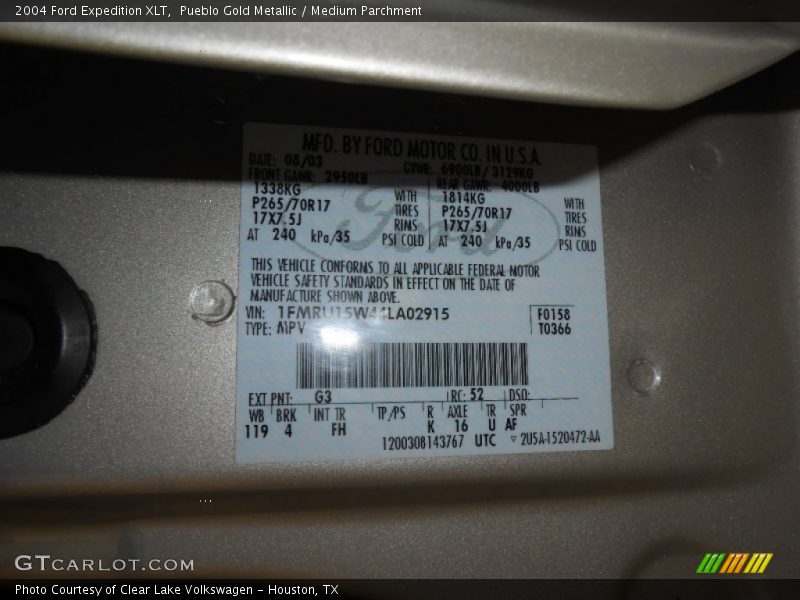 2004 Ford Expedition XLT,  Pueblo Gold Metallic / Medium Parchment
MFD. BY FORD MOTOR CO. IN U.S.A.
DATE: 08/03 GVWR: 6900LB/ 3129KG
FRONT GAWR: 2950LB REAR GAWR: 4000LB
1338KG WITH 1814KG WITH
P265/70R17 TIRES P265/70R17 TIRES
17X7.5J RIMS 17X7.5J RIMS
AT 240 kPa/35 PSI COLD AT 240 kPa/35 PSI COLD
Ford
THIS VEHICLE CONFORMS TO ALL APPLICABLE FEDERAL MOTOR
VEHICLE SAFETY STANDARDS IN EFFECT ON THE DATE OF
MANUFACTURE SHOWN ABOVE.
VIN: F0158
TYPE: MPV T0366
EXT PNT: G3 RC: 52 DSO:
WB BRK INT TR TP/PS R AXLE TR SPR
119 4 FH K 16 U AF
1200308143767 UTC ▽ 2U5A-1520472-AA
GTCARLOT.COM
Photo Courtesy of Clear Lake Volkswagen - Houston, TX